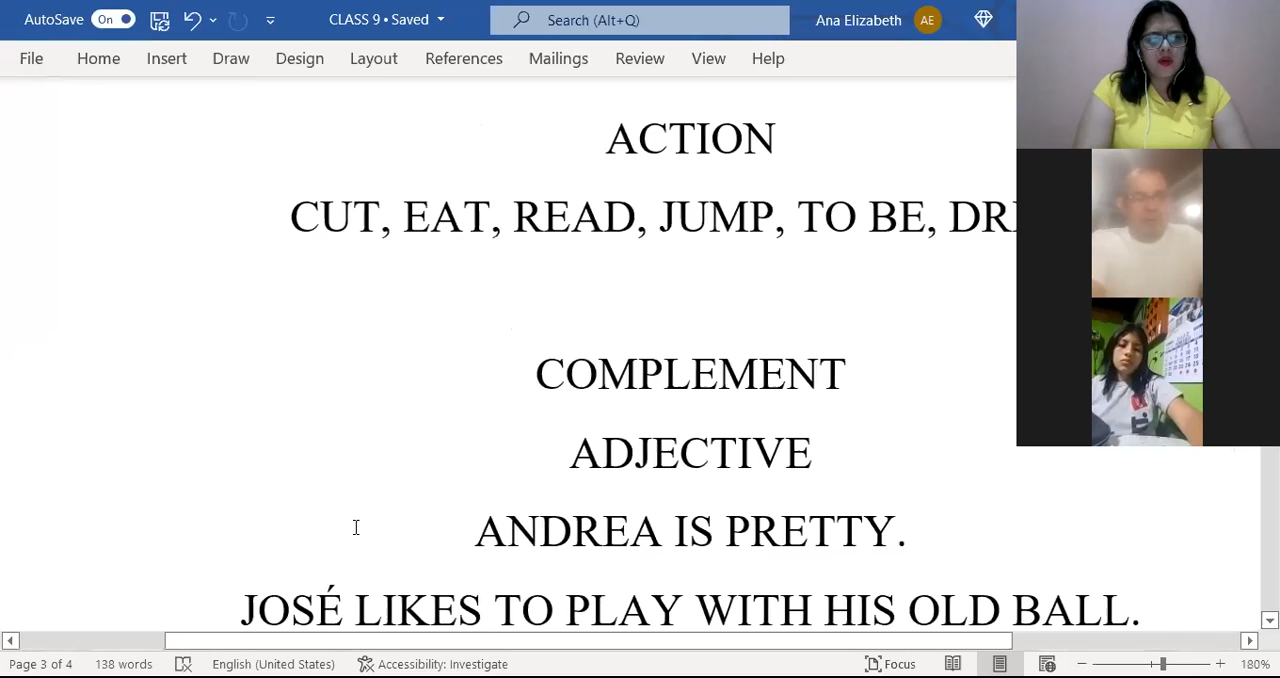 AutoSave On CLASS 9 • Saved Search (Alt+Q) Ana Elizabeth AE
File Home Insert Draw Design Layout References Mailings Review View Help
ACTION
CUT, EAT, READ, JUMP, TO BE,
COMPLEMENT
ADJECTIVE
ANDREA IS PRETTY.
JOSÉ LIKES TO PLAY WITH HIS OLD BALL.
Page 3 of 4 138 words English (United States) Accessibility: Investigate Focus 180%